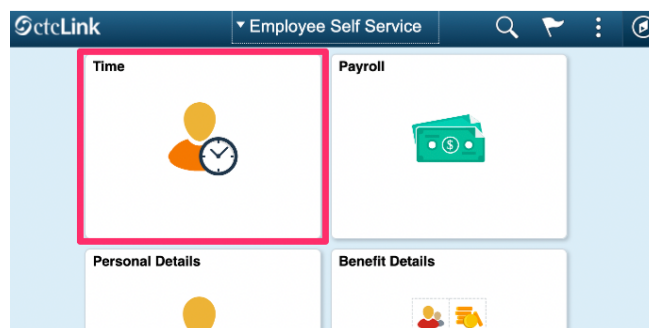 ctcLink
Employee Self Service
Time
Payroll
$
Personal Details
Benefit Details